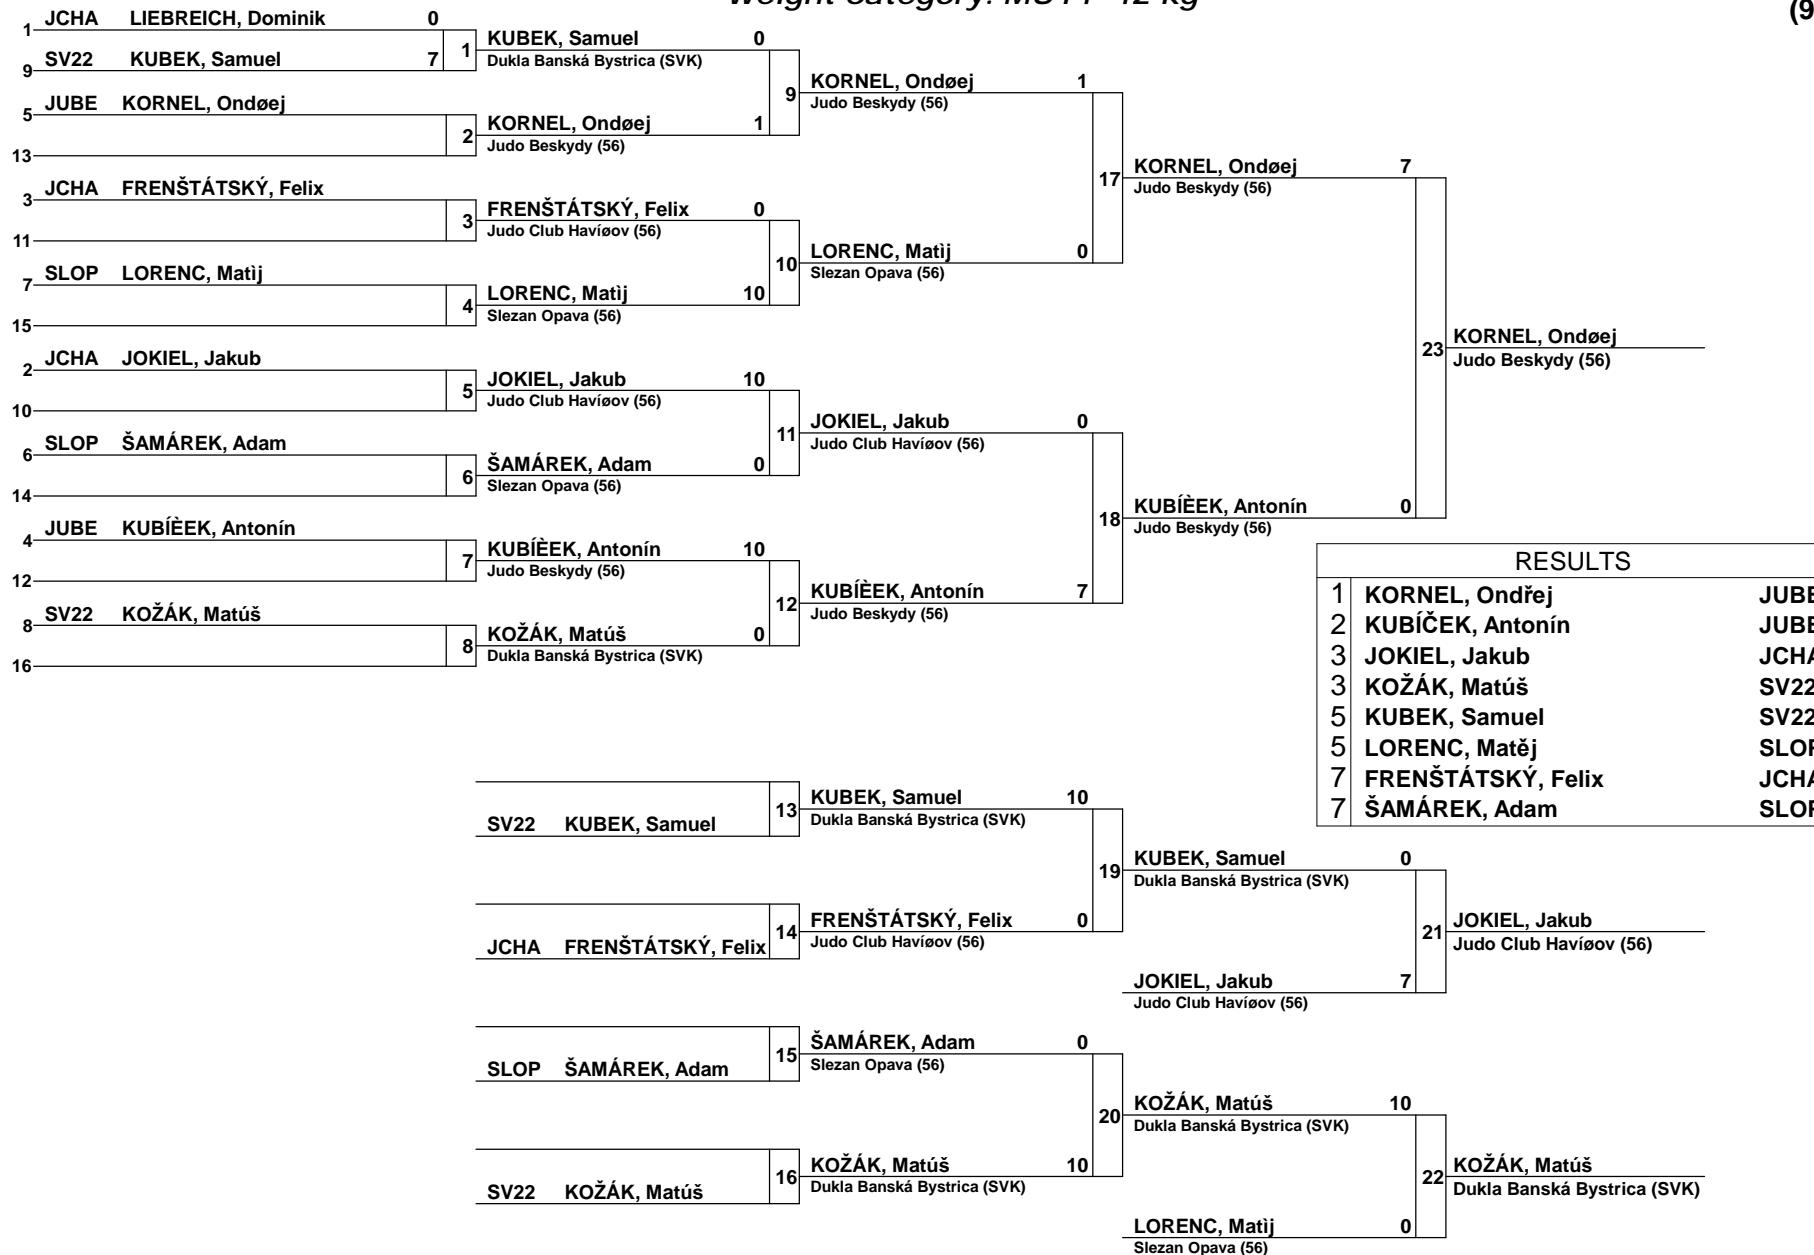 Weight category: MU14 -42 kg
(9
1 JCHA LIEBREICH, Dominik 0
9 SV22 KUBEK, Samuel 7
1
5 JUBE KORNEL, Ondøej
13
2
3 JCHA FRENŠTÁTSKÝ, Felix
11
3
7 SLOP LORENC, Matìj
15
4
2 JCHA JOKIEL, Jakub
10
5
6 SLOP ŠAMÁREK, Adam
14
6
4 JUBE KUBÍÈEK, Antonín
12
7
8 SV22 KOŽÁK, Matúš
16
8
KUBEK, Samuel 0
Dukla Banská Bystrica (SVK)
KORNEL, Ondøej 1
Judo Beskydy (56)
9
FRENŠTÁTSKÝ, Felix 0
Judo Club Havíøov (56)
LORENC, Matìj 10
Slezan Opava (56)
10
JOKIEL, Jakub 10
Judo Club Havíøov (56)
ŠAMÁREK, Adam 0
Slezan Opava (56)
11
KUBÍÈEK, Antonín 10
Judo Beskydy (56)
KOŽÁK, Matúš 0
Dukla Banská Bystrica (SVK)
12
KORNEL, Ondøej 1
Judo Beskydy (56)
LORENC, Matìj 0
Slezan Opava (56)
17
JOKIEL, Jakub 0
Judo Club Havíøov (56)
KUBÍÈEK, Antonín 7
Judo Beskydy (56)
18
KORNEL, Ondøej 7
Judo Beskydy (56)
KUBÍÈEK, Antonín 0
Judo Beskydy (56)
23
KORNEL, Ondøej
Judo Beskydy (56)
RESULTS
1 KORNEL, Ondřej JUBE
2 KUBÍČEK, Antonín JUBE
3 JOKIEL, Jakub JCHA
3 KOŽÁK, Matúš SV22
5 KUBEK, Samuel SV22
5 LORENC, Matěj SLOP
7 FRENŠTÁTSKÝ, Felix JCHA
7 ŠAMÁREK, Adam SLOP
SV22 KUBEK, Samuel
13
JCHA FRENŠTÁTSKÝ, Felix
14
SLOP ŠAMÁREK, Adam
15
SV22 KOŽÁK, Matúš
16
KUBEK, Samuel 10
Dukla Banská Bystrica (SVK)
FRENŠTÁTSKÝ, Felix 0
Judo Club Havíøov (56)
19
ŠAMÁREK, Adam 0
Slezan Opava (56)
KOŽÁK, Matúš 10
Dukla Banská Bystrica (SVK)
20
KUBEK, Samuel 0
Dukla Banská Bystrica (SVK)
JOKIEL, Jakub 7
Judo Club Havíøov (56)
21
KOŽÁK, Matúš 10
Dukla Banská Bystrica (SVK)
LORENC, Matìj 0
Slezan Opava (56)
22
JOKIEL, Jakub
Judo Club Havíøov (56)
KOŽÁK, Matúš
Dukla Banská Bystrica (SVK)